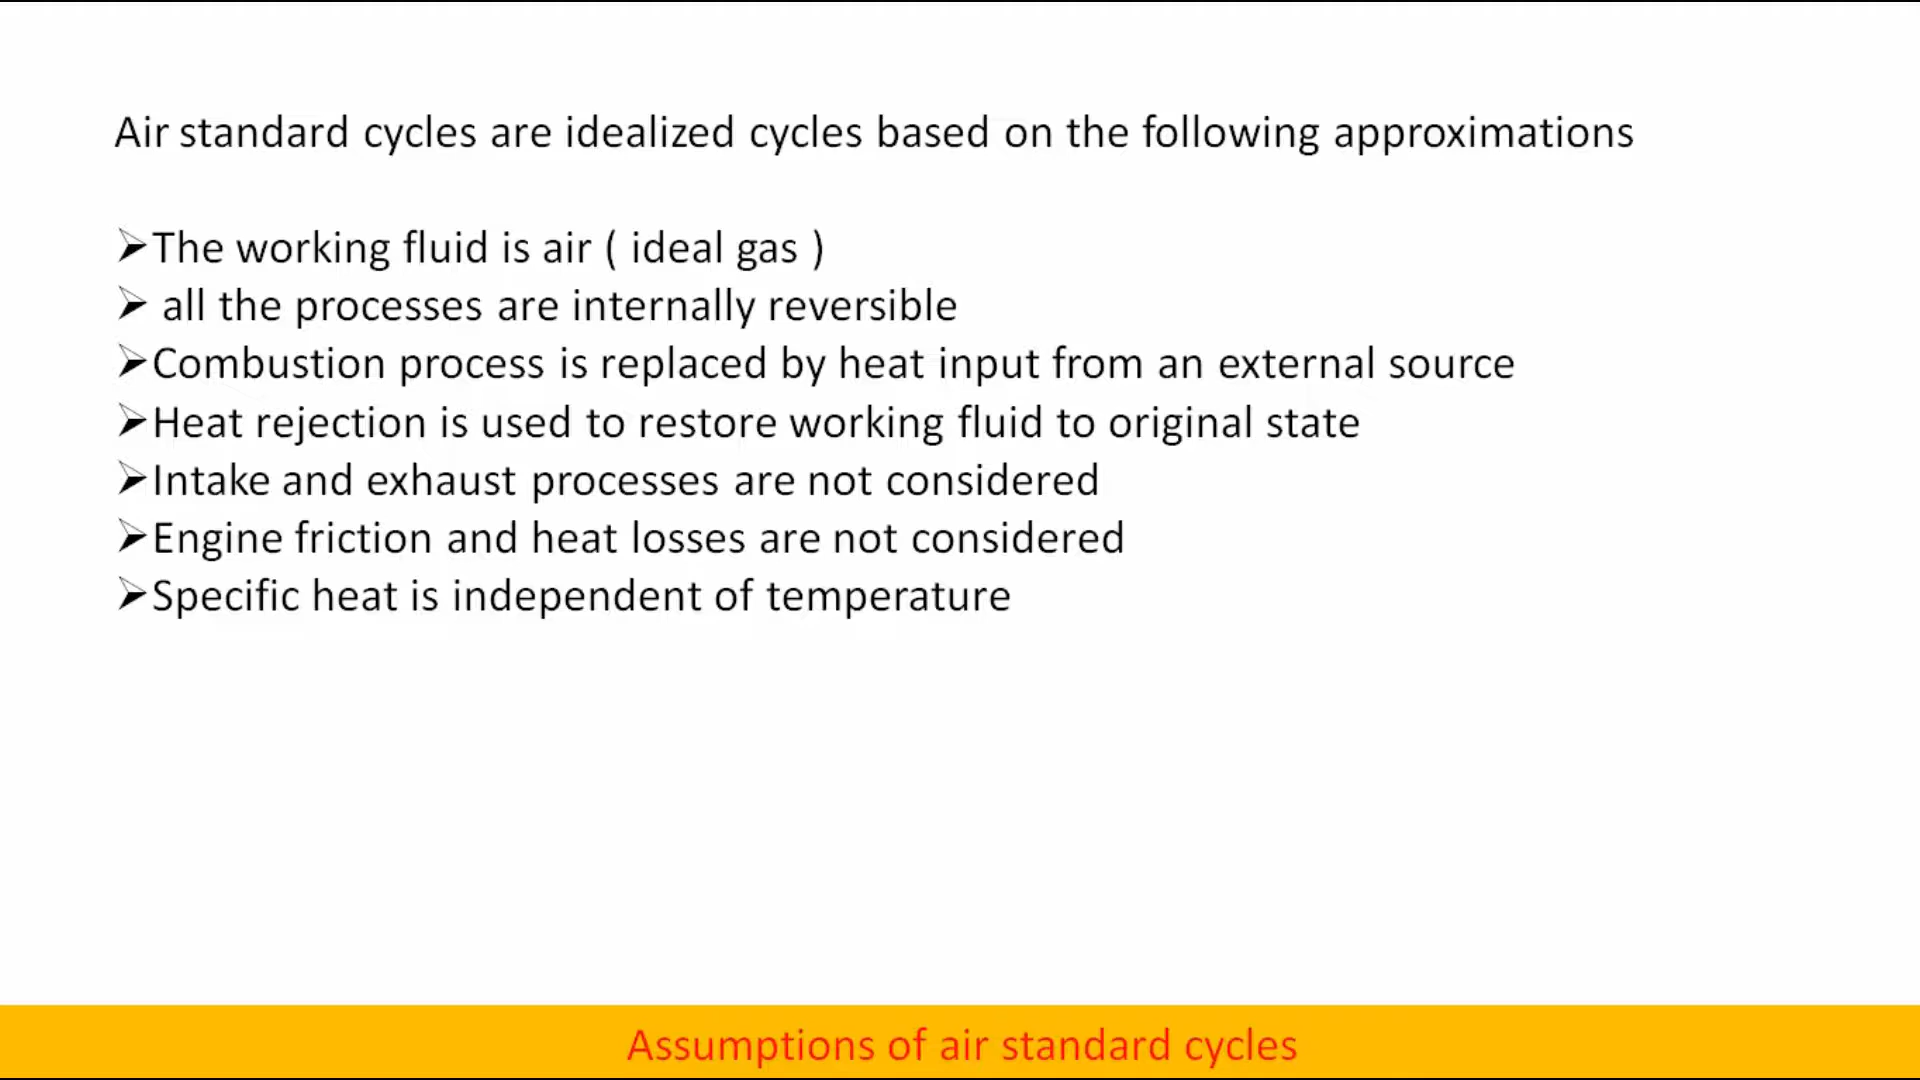 Air standard cycles are idealized cycles based on the following approximations
➢The working fluid is air ( ideal gas )
➢ all the processes are internally reversible
➢Combustion process is replaced by heat input from an external source
➢Heat rejection is used to restore working fluid to original state
➢Intake and exhaust processes are not considered
➢Engine friction and heat losses are not considered
➢Specific heat is independent of temperature
Assumptions of air standard cycles